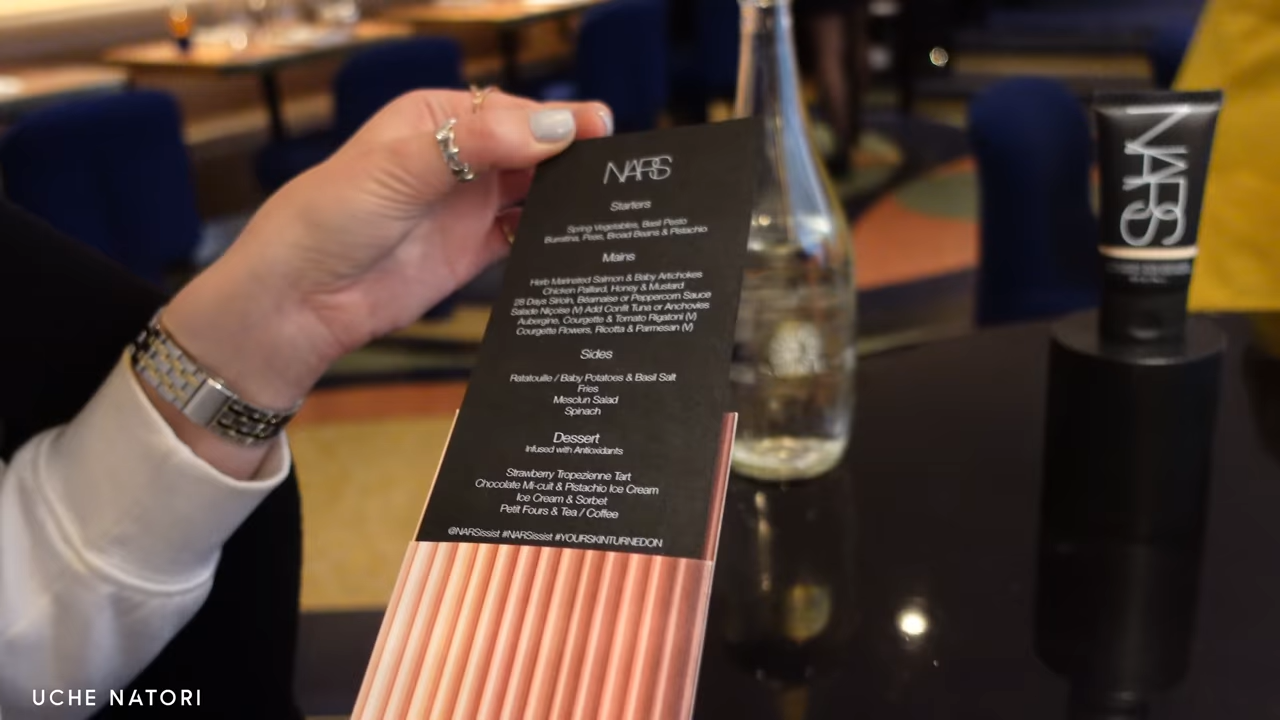 NARS
Starters
Spring Vegetables, Basil Pesto
Burratina, Peas, Broad Beans & Pistachio
Mains
Herb Marinated Salmon & Baby Artichokes
Chicken Paillard, Honey & Mustard
28 Days Sirloin, Béarnaise or Peppercorn Sauce
Salade Niçoise (V) Add Confit Tuna or Anchovies
Aubergine, Courgette & Tomato Rigatoni (V)
Courgette Flowers, Ricotta & Parmesan (V)
Sides
Ratatouille / Baby Potatoes & Basil Salt
Fries
Mesclun Salad
Spinach
Dessert
Infused with Antioxidants
Strawberry Tropezienne Tart
Chocolate Mi-cuit & Pistachio Ice Cream
Ice Cream & Sorbet
Petit Fours & Tea / Coffee
@NARSissist #NARSissist #YOURSKINTURNEDON
NARS
UCHE NATORI